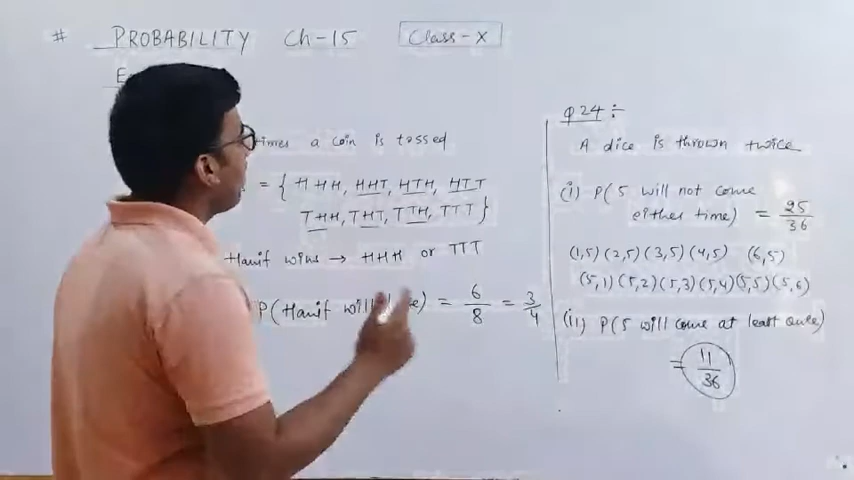 # PROBABILITY Ch-15 Class-X
times a coin is tossed
= { HHH, HHT, HTH, HTT
THH, THT, TTH, TTT }
Hanif wins → HHH or TTT
P(Hanif will = 6/8 = 3/4
Q24 :-
A dice is thrown twice
(i) P(5 will not come
either time) = 25/36
(1,5) (2,5) (3,5) (4,5) (6,5)
(5,1) (5,2) (5,3) (5,4) (5,5) (5,6)
(ii) P(5 will come at least once)
= 11/36